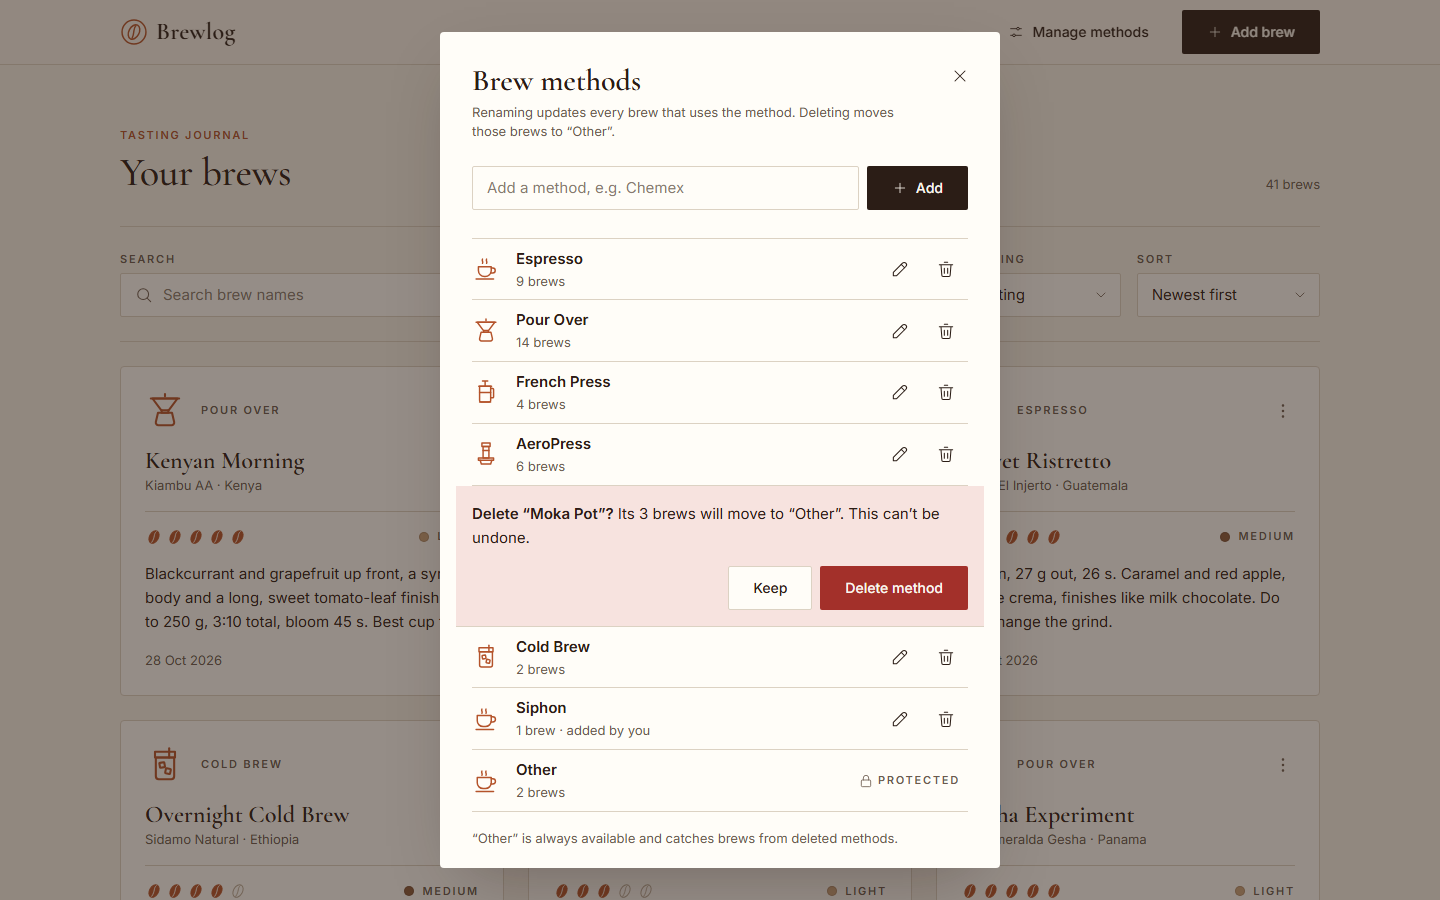 Brewlog
Manage methods
Add brew
TASTING JOURNAL
Your brews
41 brews
SEARCH
Search brew names
SORT
Newest first
Brew methods
Renaming updates every brew that uses the method. Deleting moves
those brews to “Other”.
Add a method, e.g. Chemex
Add
Espresso
9 brews
Pour Over
14 brews
French Press
4 brews
AeroPress
6 brews
Delete “Moka Pot”? Its 3 brews will move to “Other”. This can’t be
undone.
Keep
Delete method
Cold Brew
2 brews
Siphon
1 brew · added by you
Other
2 brews
PROTECTED
“Other” is always available and catches brews from deleted methods.
POUR OVER
Kenyan Morning
Kiambu AA · Kenya
Blackcurrant and grapefruit up front, a
body and a long, sweet tomato-leaf finish
to 250 g, 3:10 total, bloom 45 s. Best cup
28 Oct 2026
ESPRESSO
Ristretto
El Injerto · Guatemala
MEDIUM
27 g out, 26 s. Caramel and red apple,
crema, finishes like milk chocolate. Do
the grind.
2026
COLD BREW
Overnight Cold Brew
Sidamo Natural · Ethiopia
MEDIUM
LIGHT
POUR OVER
Experiment
Gesha · Panama
LIGHT